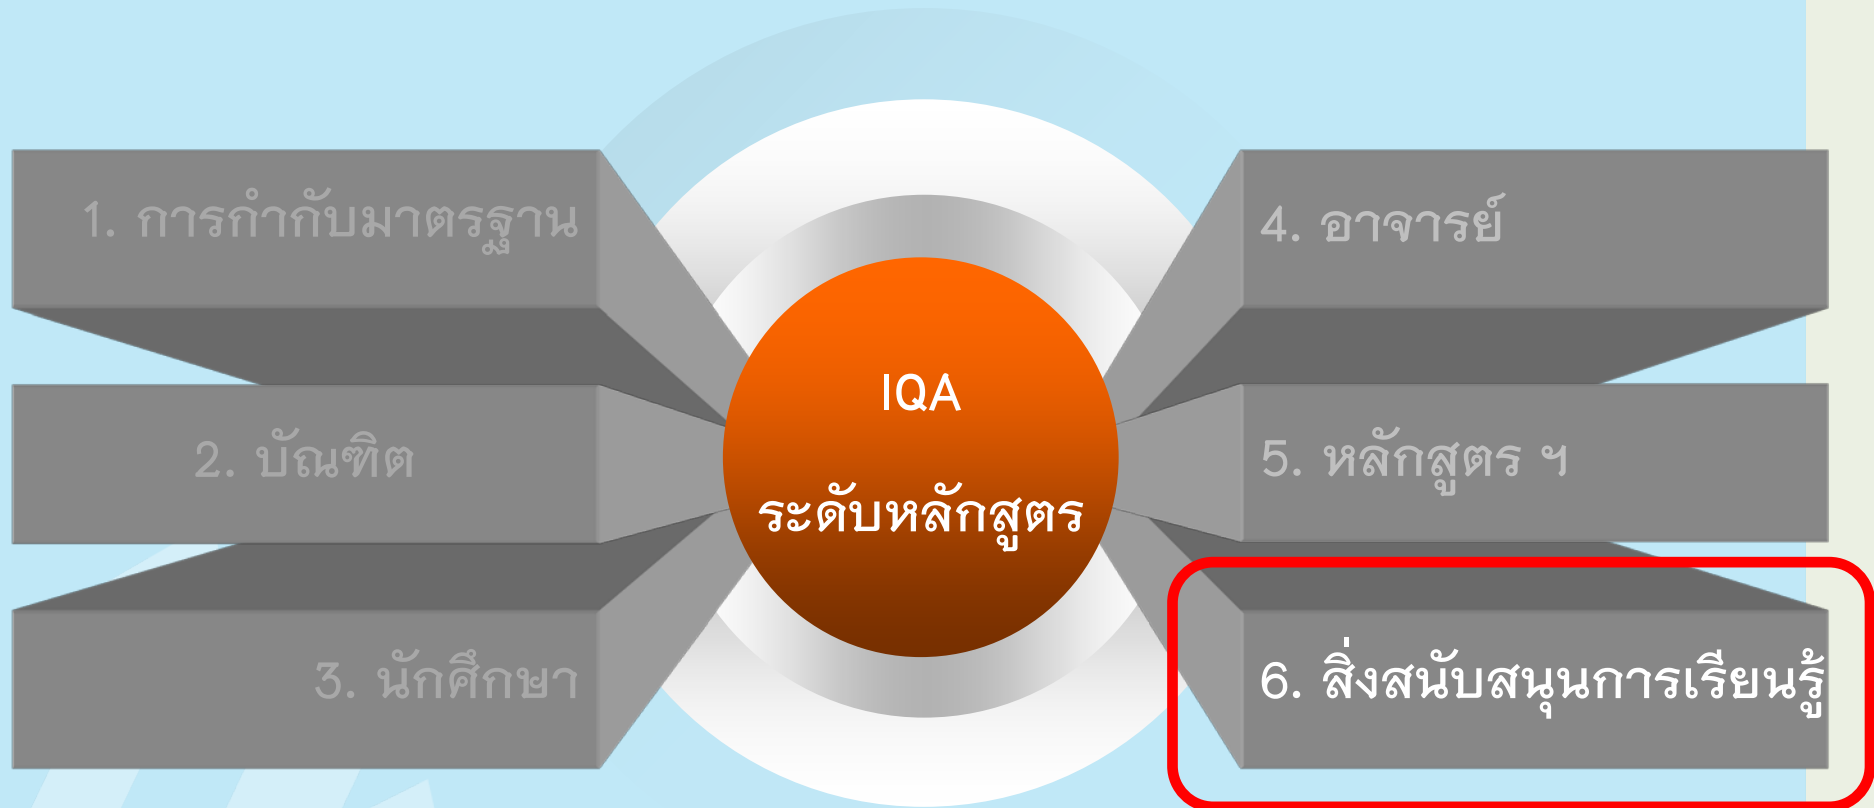 1. การกำกับมาตรฐาน
2. บัณฑิต
3. นักศึกษา
IQA
ระดับหลักสูตร
4. อาจารย์
5. หลักสูตร ฯ
6. สิ่งสนับสนุนการเรียนรู้